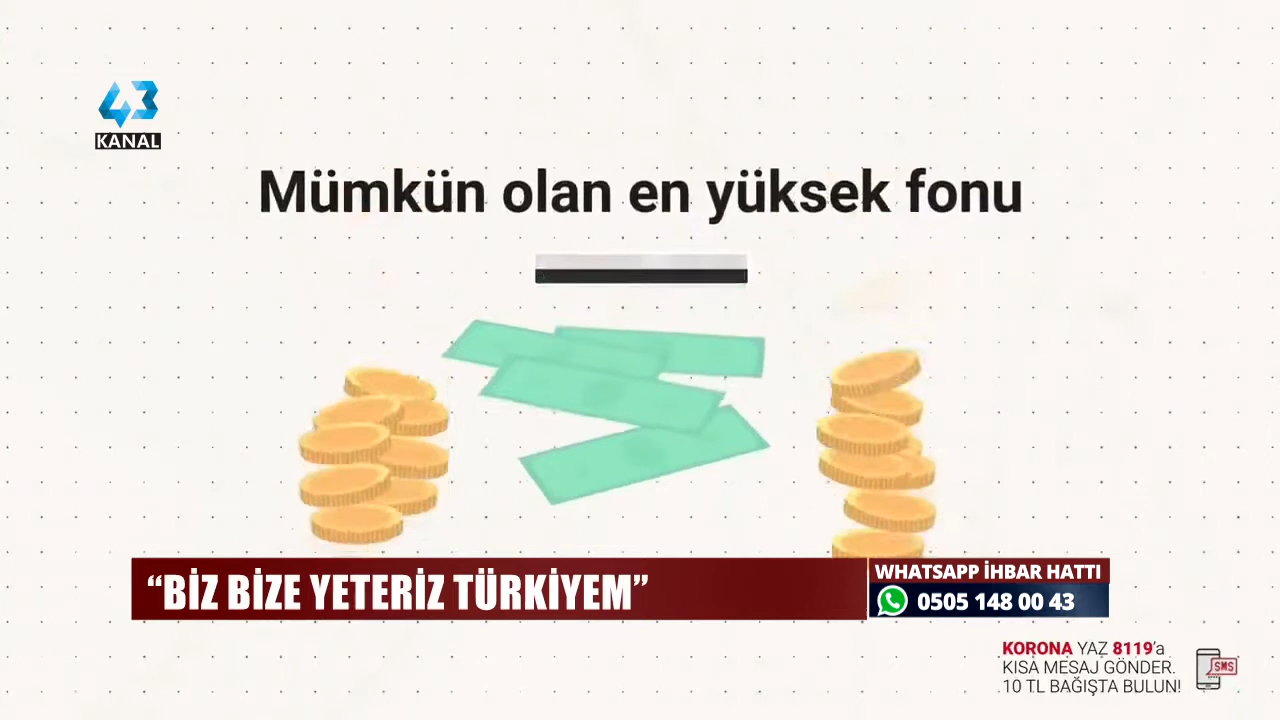 43
KANAL
Mümkün olan en yüksek fonu
“BİZ BİZE YETERİZ TÜRKİYEM”
WHATSAPP İHBAR HATTI
0505 148 00 43
KORONA YAZ 8119'a
KISA MESAJ GÖNDER.
10 TL BAĞIŞTA BULUN!
SMS